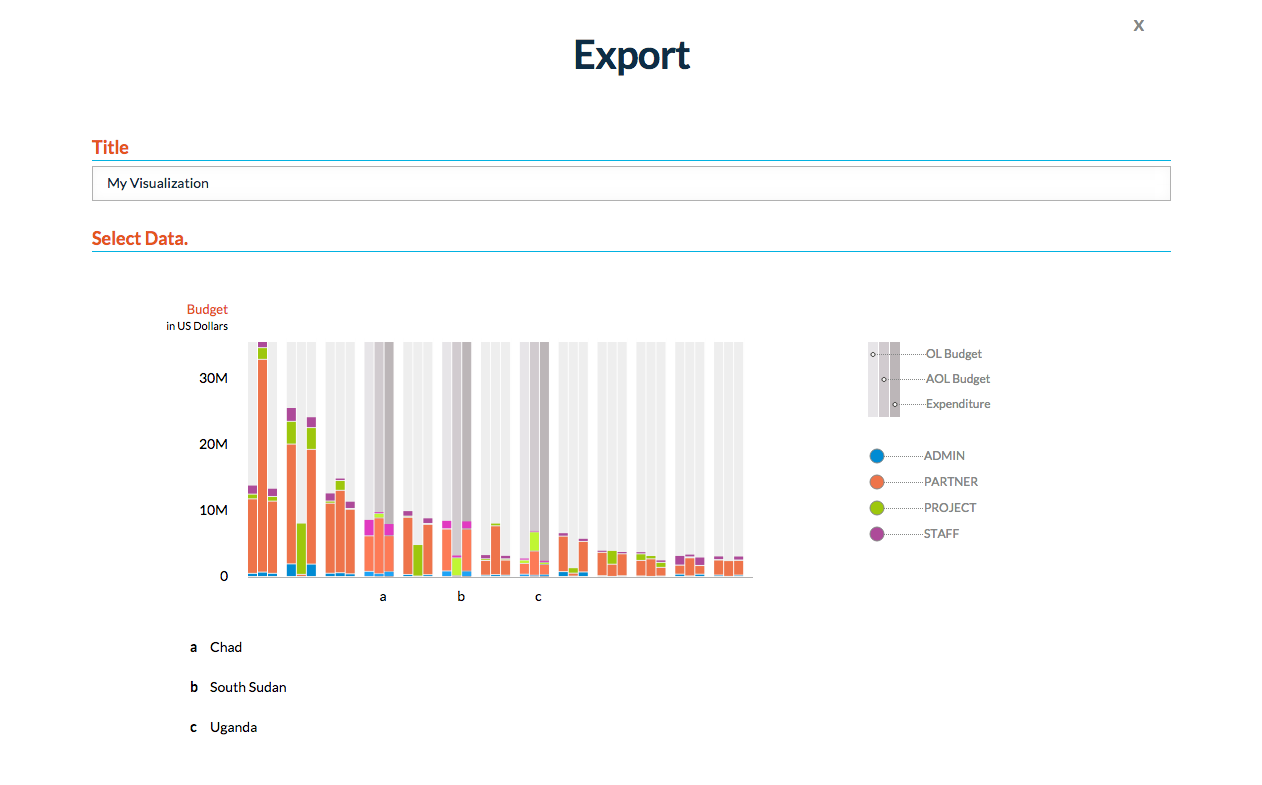 X
Export
Title
My Visualization
Select Data.
Budget
in US Dollars
30M
20M
10M
0
a b c
OL Budget
AOL Budget
Expenditure
ADMIN
PARTNER
PROJECT
STAFF
a Chad
b South Sudan
c Uganda